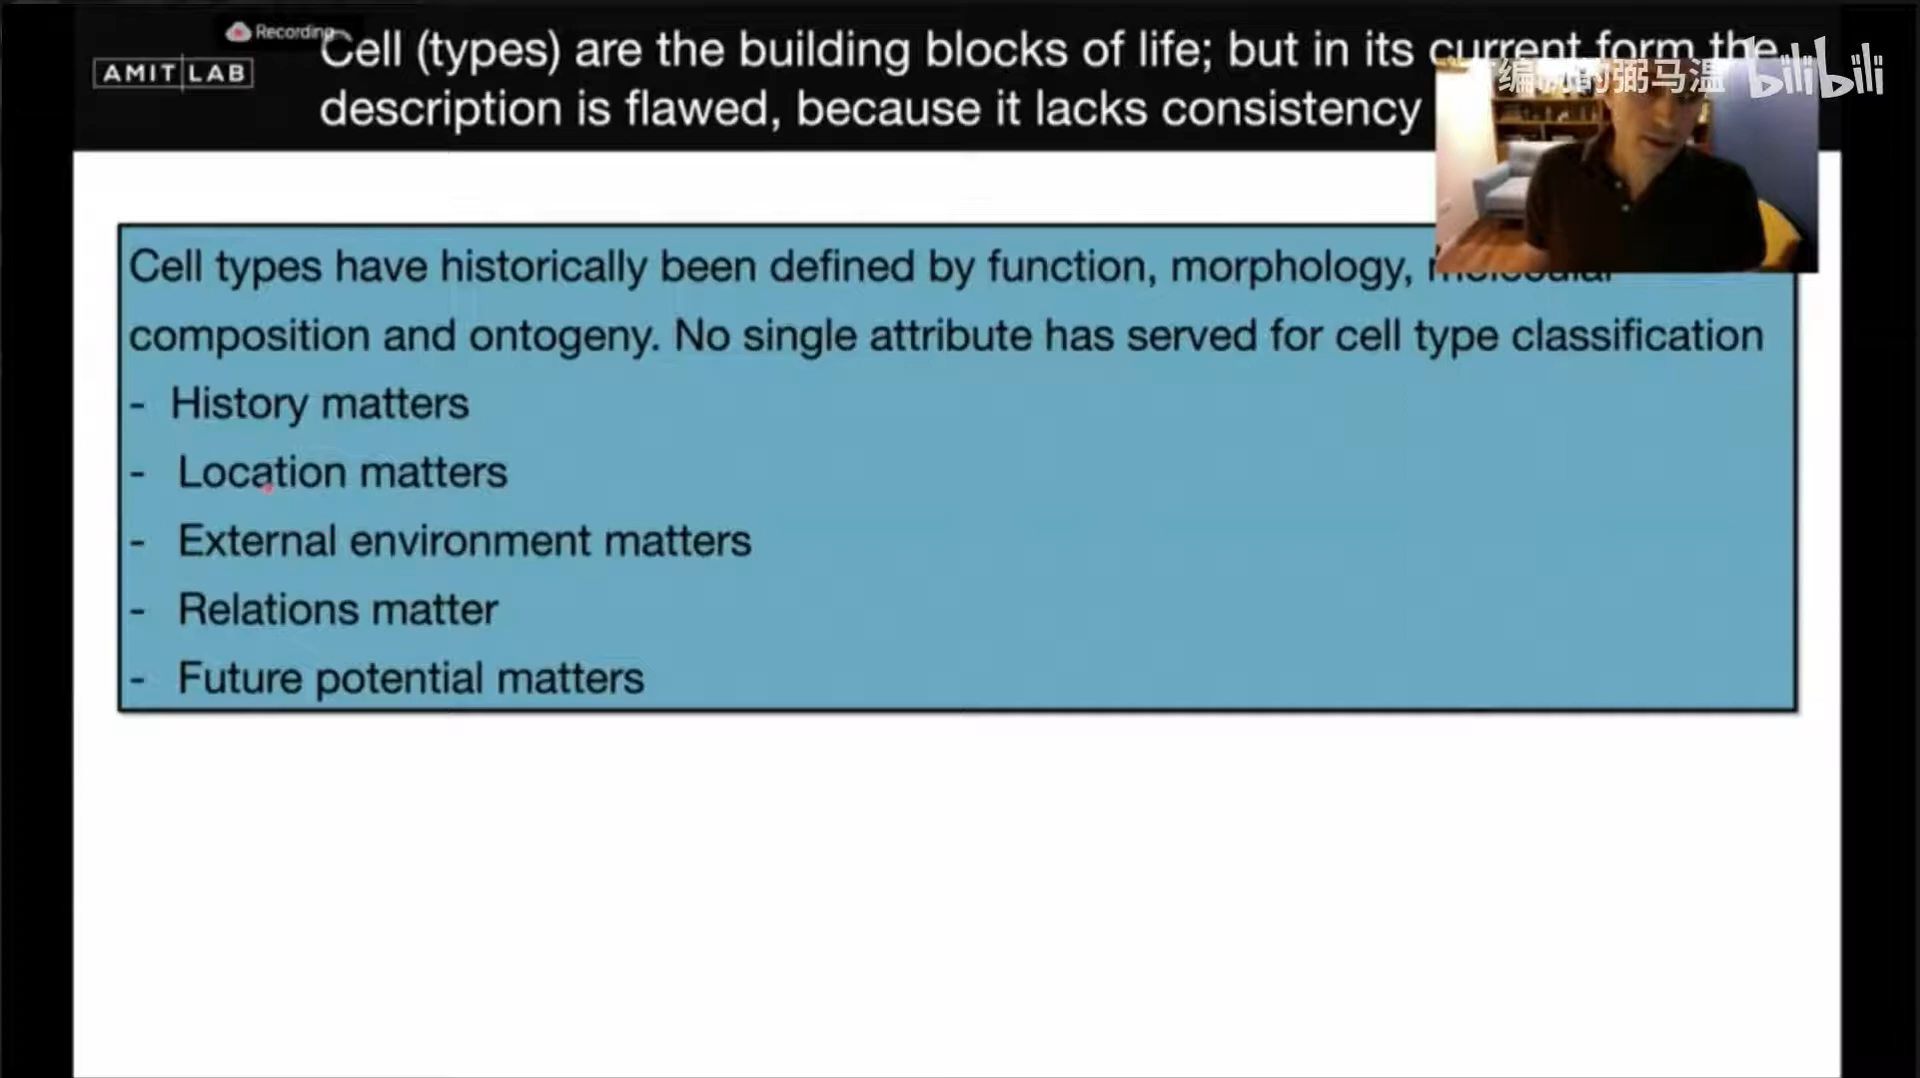 Recording
AMIT LAB
Cell (types) are the building blocks of life; but in its current form the
description is flawed, because it lacks consistency
的弼马温
bilibili
Cell types have historically been defined by function, morphology, molecular
composition and ontogeny. No single attribute has served for cell type classification
- History matters
- Location matters
- External environment matters
- Relations matter
- Future potential matters